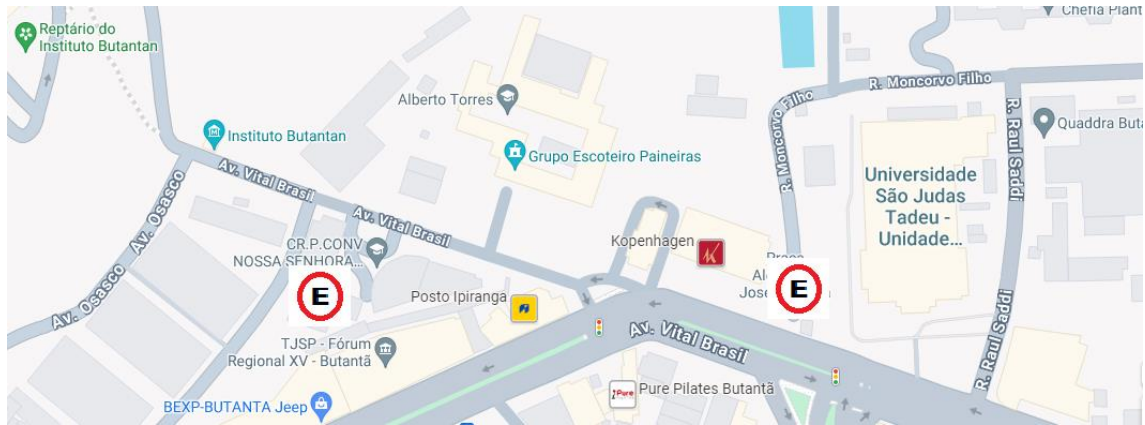 Reptário do
Instituto Butantan
Chefia Plant
R. Moncorvo Filho
Alberto Torres
Quaddra Buta
Instituto Butantan
Grupo Escoteiro Paineiras
R. Moncorvo Filho
R. Raul Saddi
Universidade
São Judas
Tadeu -
Unidade...
Av. Vital Brasil
Av. Osasco
Av. Vital Brasil
CR.P.CONV
NOSSA SENHORA...
Kopenhagen
E
E
Posto Ipiranga
Av. Osasco
Av. Vital Brasil
R. Raul Saddi
TJSP - Fórum
Regional XV - Butantã
Pure
Pure Pilates Butantã
BEXP-BUTANTA Jeep